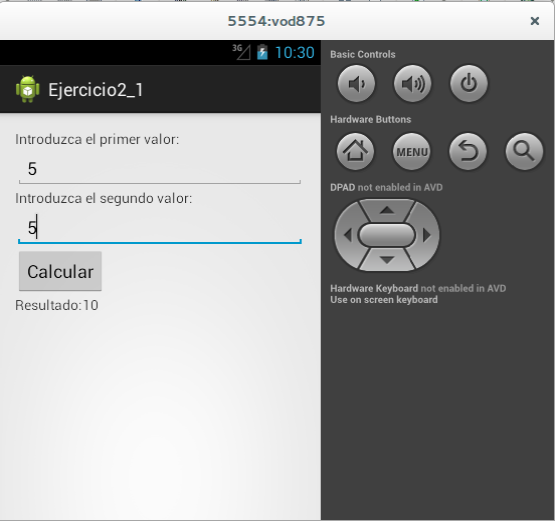 5554:vod875
3G 10:30
Ejercicio2_1
Introduzca el primer valor:
5
Introduzca el segundo valor:
5
Calcular
Resultado:10
Basic Controls
Hardware Buttons
MENU
DPAD not enabled in AVD
Hardware Keyboard not enabled in AVD
Use on screen keyboard